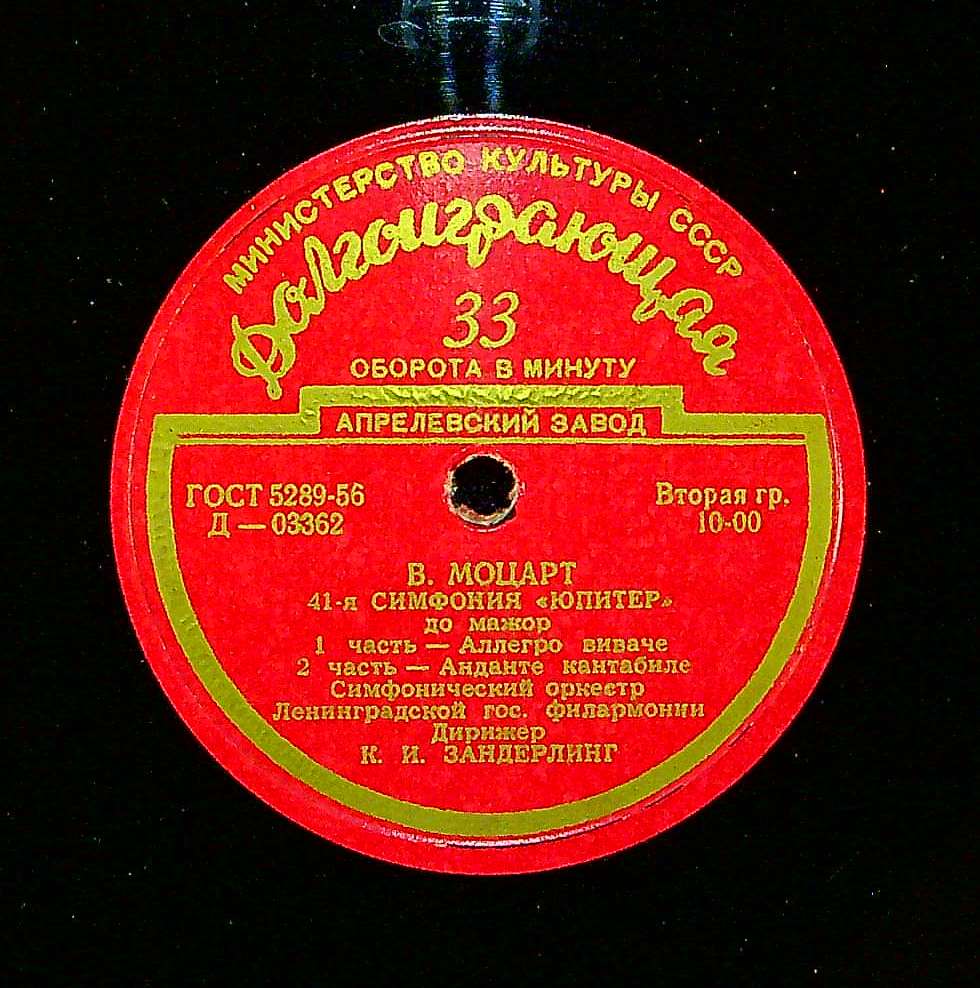 МИНИСТЕРСТВО КУЛЬТУРЫ СССР
Долгоиграющая
33
ОБОРОТА В МИНУТУ
АПРЕЛЕВСКИЙ ЗАВОД
ГОСТ 5289-56
Д — 03362
Вторая гр.
10-00
В. МОЦАРТ
41-я СИМФОНИЯ «ЮПИТЕР»
до мажор
1 часть — Аллегро виваче
2 часть — Анданте кантабиле
Симфонический оркестр
Ленинградской гос. филармонии
Дирижер
К. И. ЗАНДЕРЛИНГ